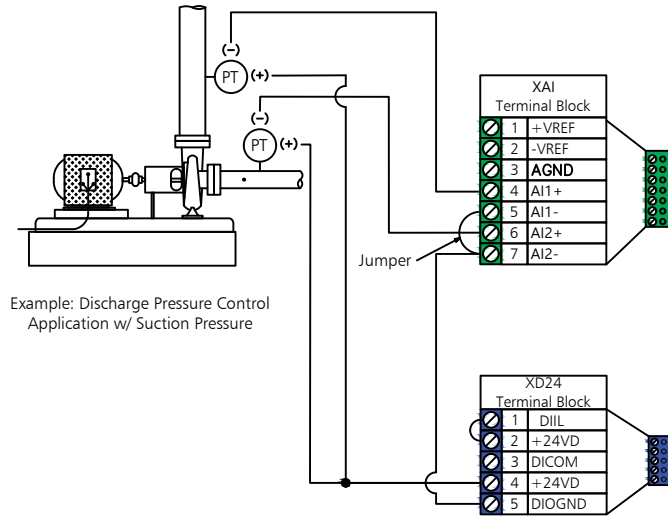 (-)
PT (+)
(-)
PT (+)
XAI
Terminal Block
1 +VREF
2 -VREF
3 AGND
4 AI1+
5 AI1-
6 AI2+
7 AI2-
Jumper
Example: Discharge Pressure Control
Application w/ Suction Pressure
XD24
Terminal Block
1 DIIL
2 +24VD
3 DICOM
4 +24VD
5 DIOGND